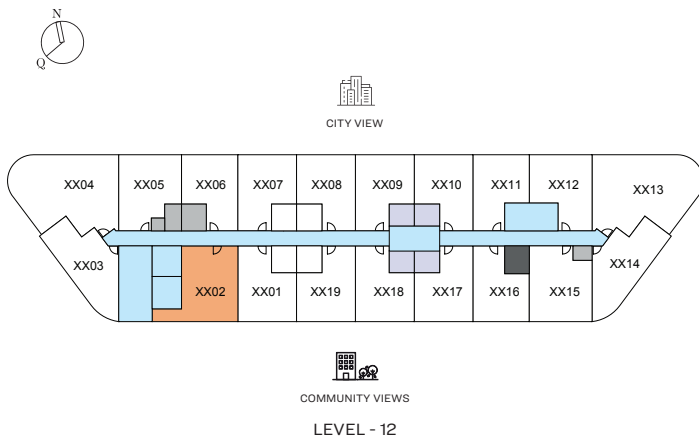 N
Q
CITY VIEW
XX04 XX05 XX06 XX07 XX08 XX09 XX10 XX11 XX12 XX13
XX03 XX14
XX02 XX01 XX19 XX18 XX17 XX16 XX15
COMMUNITY VIEWS
LEVEL - 12